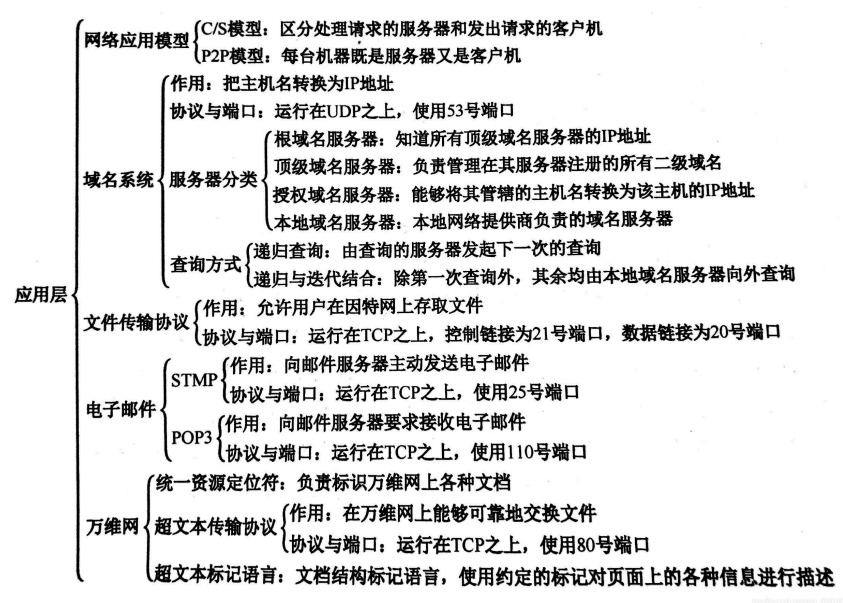 网络应用模型
C/S模型：区分处理请求的服务器和发出请求的客户机
P2P模型：每台机器既是服务器又是客户机
作用：把主机名转换为IP地址
协议与端口：运行在UDP之上，使用53号端口
根域名服务器：知道所有顶级域名服务器的IP地址
顶级域名服务器：负责管理在其服务器注册的所有二级域名
域名系统
服务器分类
授权域名服务器：能够将其管辖的主机名转换为该主机的IP地址
本地域名服务器：本地网络提供商负责的域名服务器
查询方式
递归查询：由查询的服务器发起下一次的查询
递归与迭代结合：除第一次查询外，其余均由本地域名服务器向外查询
应用层
文件传输协议
作用：允许用户在因特网上存取文件
协议与端口：运行在TCP之上，控制链接为21号端口，数据链接为20号端口
电子邮件
STMP
作用：向邮件服务器主动发送电子邮件
协议与端口：运行在TCP之上，使用25号端口
POP3
作用：向邮件服务器要求接收电子邮件
协议与端口：运行在TCP之上，使用110号端口
万维网
统一资源定位符：负责标识万维网上各种文档
超文本传输协议
作用：在万维网上能够可靠地交换文件
协议与端口：运行在TCP之上，使用80号端口
超文本标记语言：文档结构标记语言，使用约定的标记对页面上的各种信息进行描述